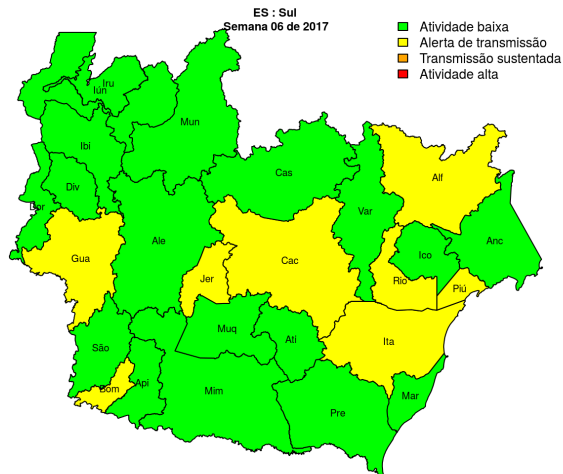 ES : Sul
Semana 06 de 2017
Atividade baixa
Alerta de transmissão
Transmissão sustentada
Atividade alta
Iru
Iún
Mun
Ibi
Cas
Alf
Div
Dor
Var
Ale
Anc
Gua
Cac
Ico
Jer
Rio
Piú
Muq
Ati
Ita
São
Bom
Api
Mim
Mar
Pre